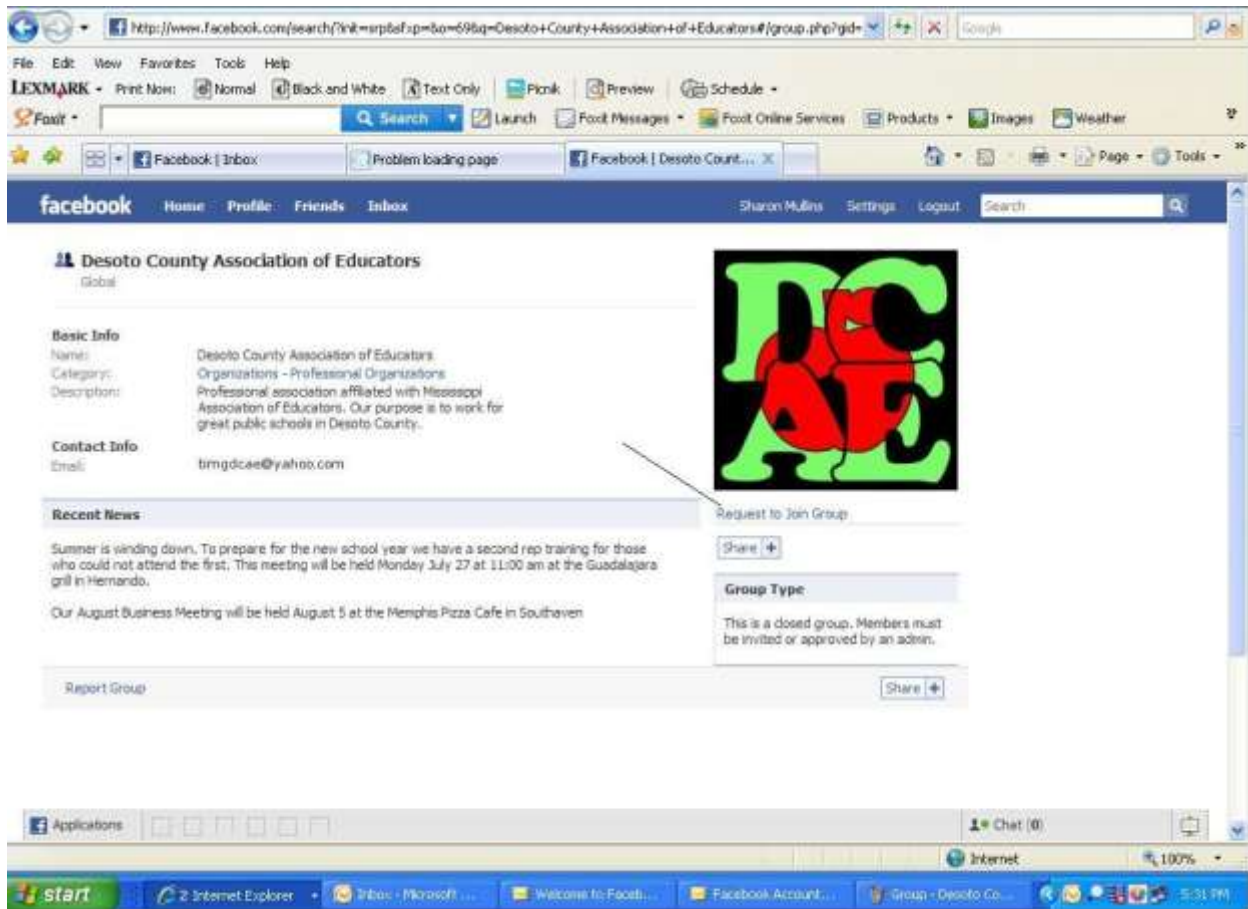 http://www.facebook.com/search/?init=srp&sfxp=&o=69&q=Desoto+County+Association+of+Educators#/group.php?gid=
Google
File Edit View Favorites Tools Help
LEXMARK Print Now: Normal Black and White Text Only Picnik Preview Schedule
Foxit Search Launch Foxit Messages Foxit Online Services Products Images Weather
Facebook | Inbox Problem loading page Facebook | Desoto Count... Page Tools
facebook Home Profile Friends Inbox Sharon Mullins Settings Logout Search
Desoto County Association of Educators
Global
Basic Info
Name: Desoto County Association of Educators
Category: Organizations - Professional Organizations
Description: Professional association affiliated with Mississippi
Association of Educators. Our purpose is to work for
great public schools in Desoto County.
Contact Info
Email: bmgdcae@yahoo.com
DCAE
Recent News
Summer is winding down. To prepare for the new school year we have a second rep training for those
who could not attend the first. This meeting will be held Monday July 27 at 11:00 am at the Guadalajara
grill in Hernando.
Our August Business Meeting will be held August 5 at the Memphis Pizza Cafe in Southaven
Request to Join Group
Share +
Group Type
This is a closed group. Members must
be invited or approved by an admin.
Report Group Share +
Applications Chat (0)
Internet 100%
start 2 Internet Explorer Inbox - Microsoft ... Welcome to Faceb... Facebook Account... Group - Desoto Co... 5:31 PM